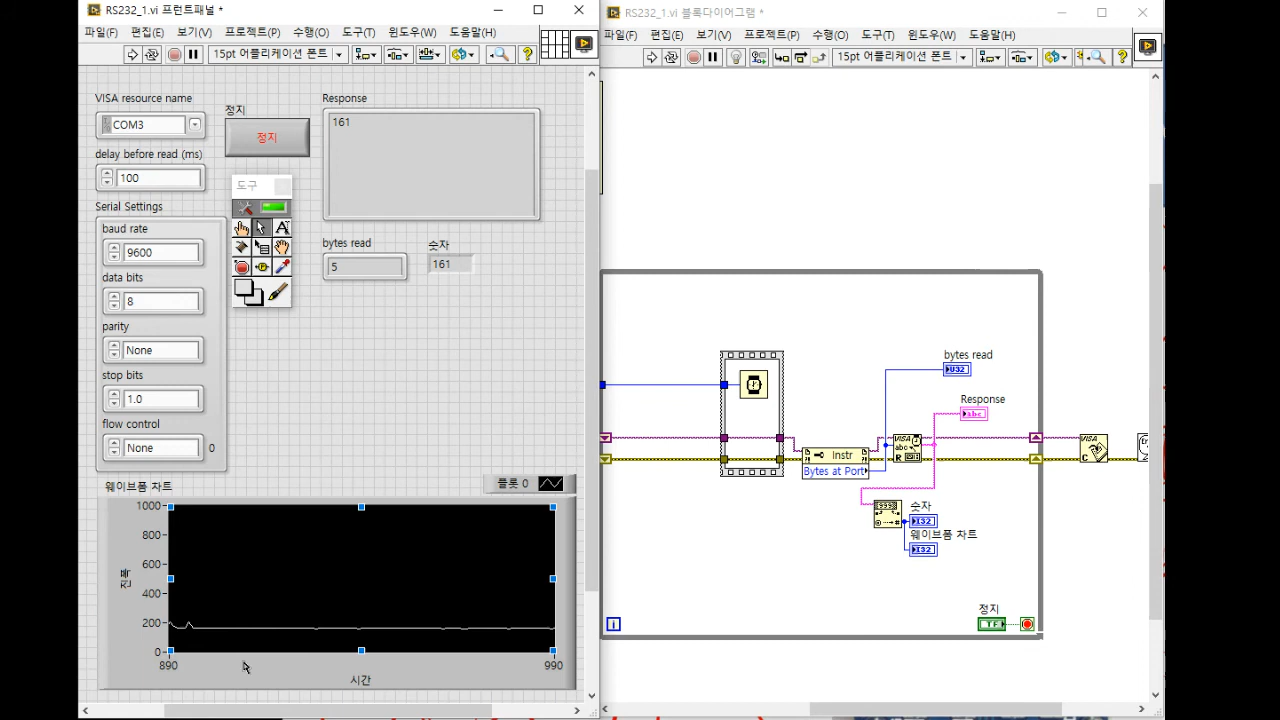 RS232_1.vi 프런트패널 *
파일(F) 편집(E) 보기(V) 프로젝트(P) 수행(O) 도구(T) 윈도우(W) 도움말(H)
15pt 어플리케이션 폰트
VISA resource name
COM3
delay before read (ms)
100
Serial Settings
baud rate
9600
data bits
8
parity
None
stop bits
1.0
flow control
None
0
정지
정지
도구
Response
161
bytes read
5
숫자
161
웨이브폼 차트
플롯 0
1000
800
600
400
200
0
진폭
890
990
시간
RS232_1.vi 블록다이어그램 *
파일(F) 편집(E) 보기(V) 프로젝트(P) 수행(O) 도구(T) 윈도우(W) 도움말(H)
15pt 어플리케이션 폰트
bytes read
U32
Response
abc
VISA
abc
R
Instr
Bytes at Port
VISA
C
숫자
I32
웨이브폼 차트
I32
정지
TF
i